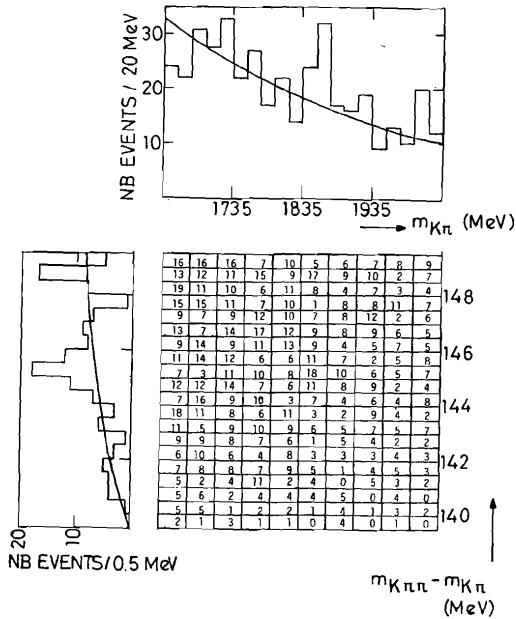 30
20
10
NB EVENTS / 20 MeV
1735 1835 1935
mKπ (MeV)
16 16 16 7 10 5 6 7 8 9
13 12 11 15 9 17 9 10 2 7
19 11 10 6 11 8 4 7 3 4
148
15 15 11 7 10 1 8 8 11 7
9 7 9 12 10 7 8 12 2 6
13 7 14 17 12 9 8 9 6 5
9 14 9 11 13 9 4 5 7 5
146
11 14 12 6 6 11 7 2 5 8
7 3 11 10 8 18 10 6 5 7
12 12 14 7 6 11 8 9 2 4
7 16 9 10 3 7 4 6 4 8
144
18 11 8 6 11 3 2 9 4 2
11 5 9 10 9 6 5 7 5 7
9 9 8 7 6 1 5 4 2 2
6 10 6 4 8 3 3 3 4 3
142
7 8 8 7 9 5 1 4 5 3
5 2 4 11 2 4 0 5 3 2
5 6 2 4 4 4 5 0 4 0
5 5 1 2 2 1 4 1 3 2
140
2 1 3 1 1 0 4 0 1 0
20 10
NB EVENTS/0.5 MeV
mKππ - mKπ
(MeV)